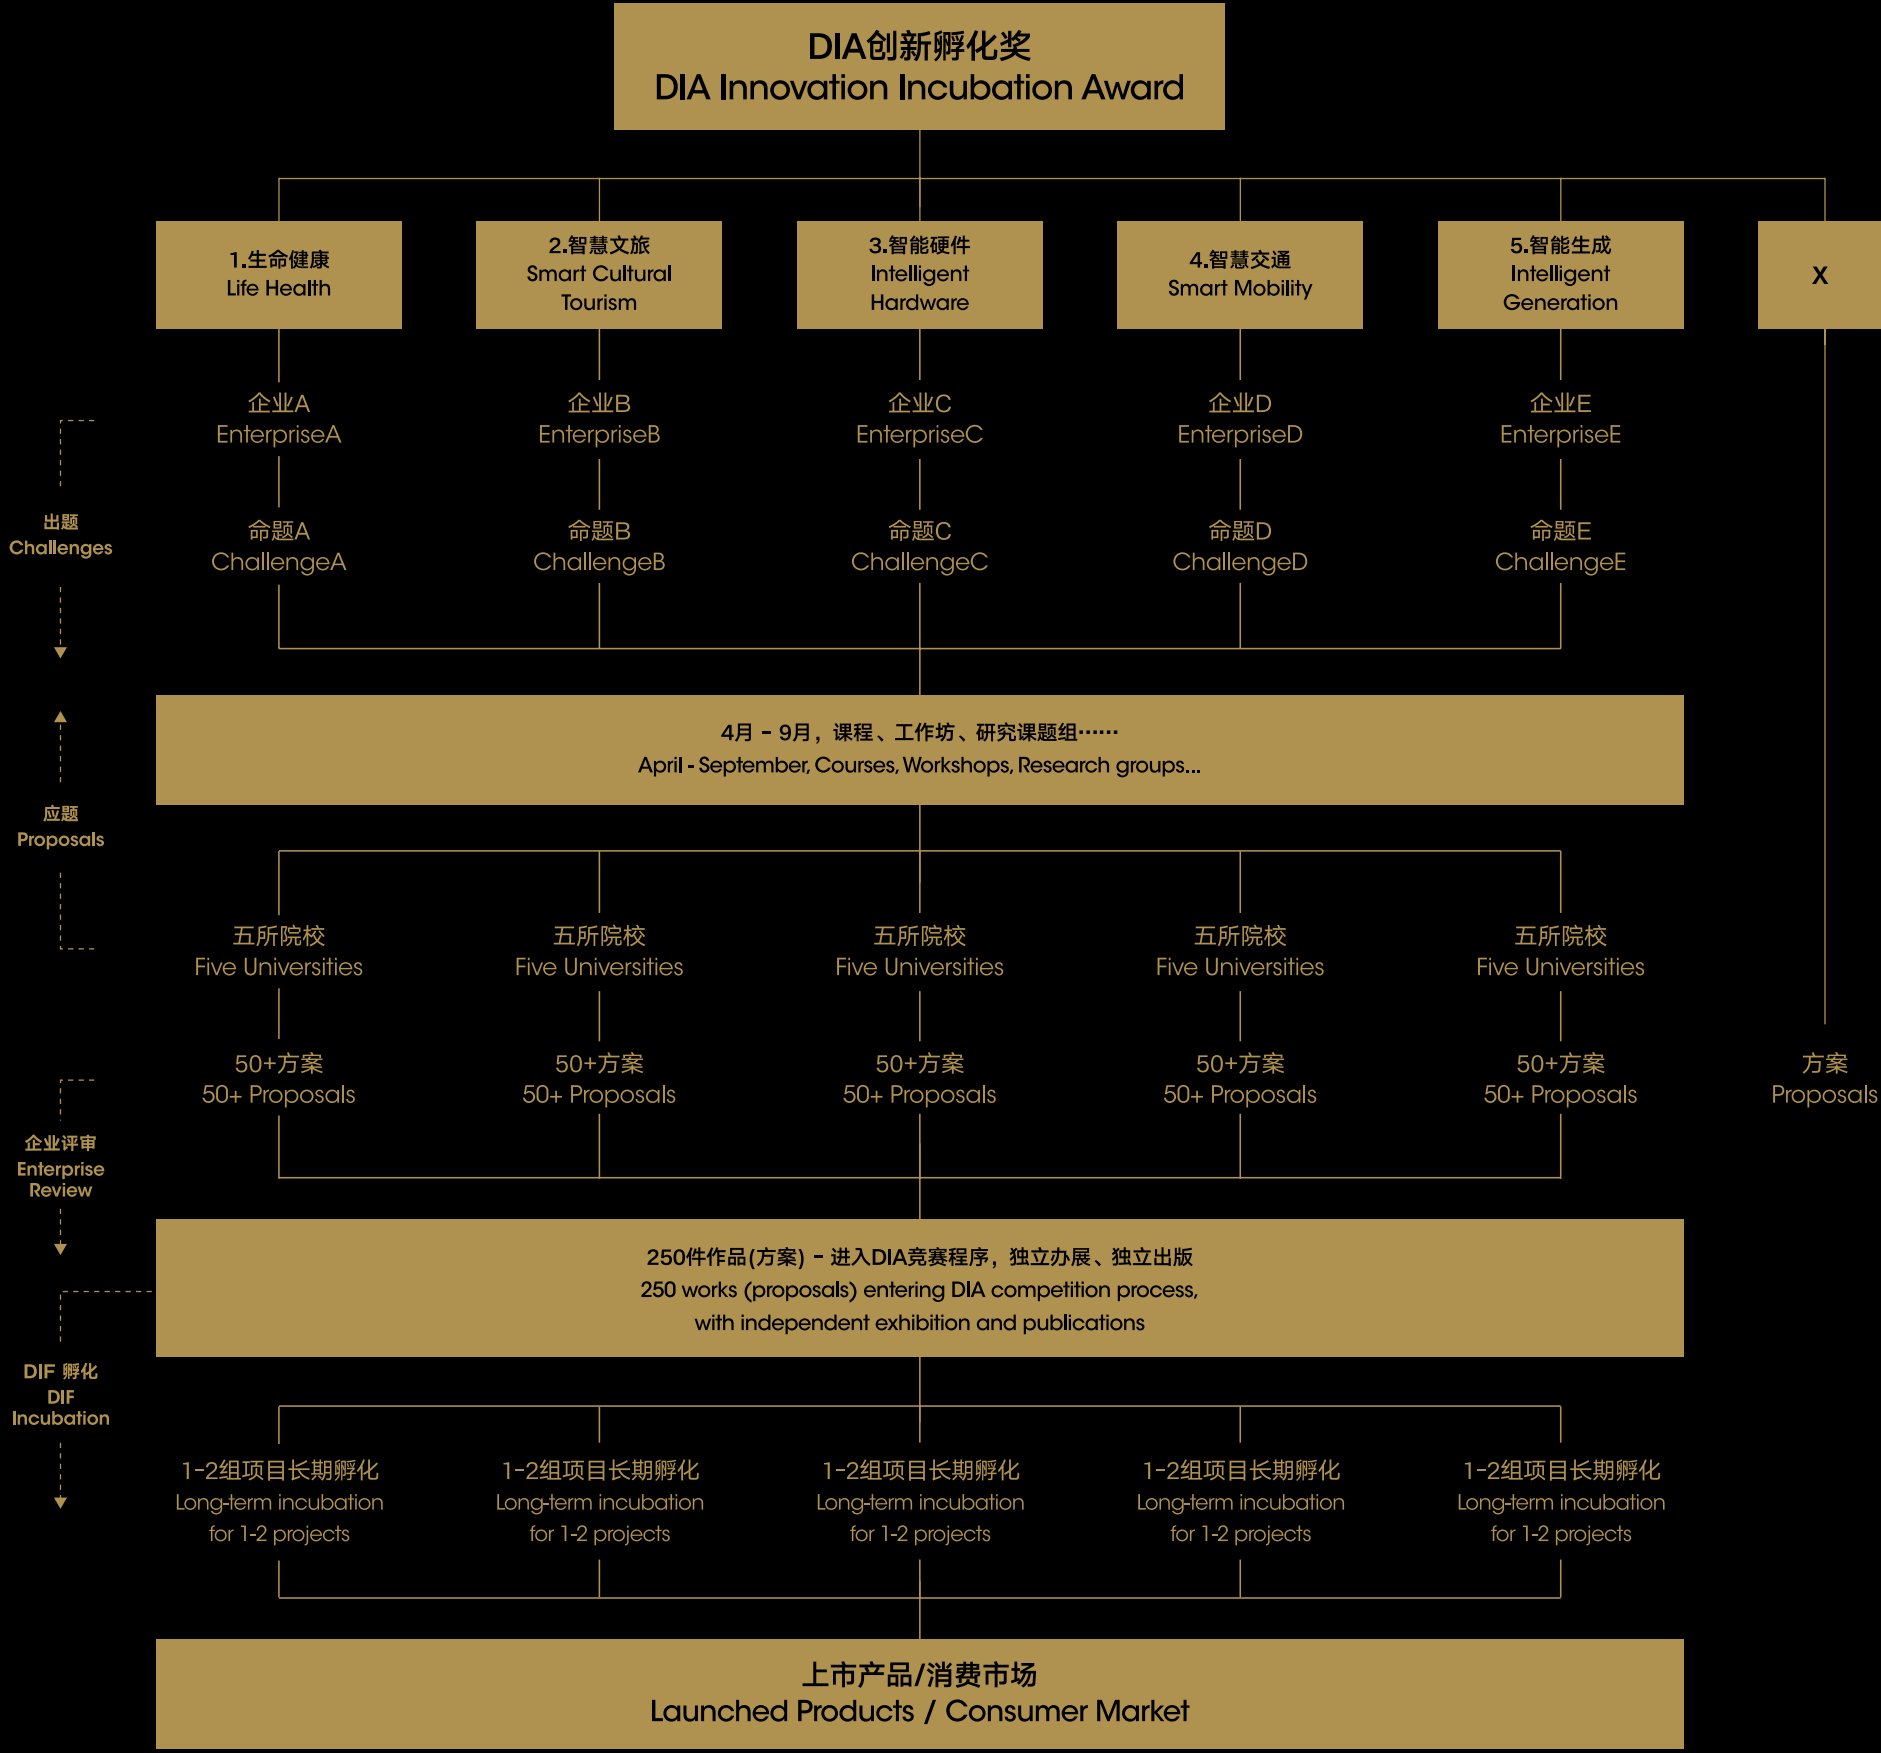 DIA创新孵化奖
DIA Innovation Incubation Award
1.生命健康
Life Health
2.智慧文旅
Smart Cultural
Tourism
3.智能硬件
Intelligent
Hardware
4.智慧交通
Smart Mobility
5.智能生成
Intelligent
Generation
X
企业A
EnterpriseA
企业B
EnterpriseB
企业C
EnterpriseC
企业D
EnterpriseD
企业E
EnterpriseE
出题
Challenges
命题A
ChallengeA
命题B
ChallengeB
命题C
ChallengeC
命题D
ChallengeD
命题E
ChallengeE
4月 - 9月，课程、工作坊、研究课题组……
April - September, Courses, Workshops, Research groups...
应题
Proposals
五所院校
Five Universities
五所院校
Five Universities
五所院校
Five Universities
五所院校
Five Universities
五所院校
Five Universities
50+方案
50+ Proposals
50+方案
50+ Proposals
50+方案
50+ Proposals
50+方案
50+ Proposals
50+方案
50+ Proposals
方案
Proposals
企业评审
Enterprise
Review
250件作品(方案) - 进入DIA竞赛程序，独立办展、独立出版
250 works (proposals) entering DIA competition process,
with independent exhibition and publications
DIF 孵化
DIF
Incubation
1-2组项目长期孵化
Long-term incubation
for 1-2 projects
1-2组项目长期孵化
Long-term incubation
for 1-2 projects
1-2组项目长期孵化
Long-term incubation
for 1-2 projects
1-2组项目长期孵化
Long-term incubation
for 1-2 projects
1-2组项目长期孵化
Long-term incubation
for 1-2 projects
上市产品/消费市场
Launched Products / Consumer Market